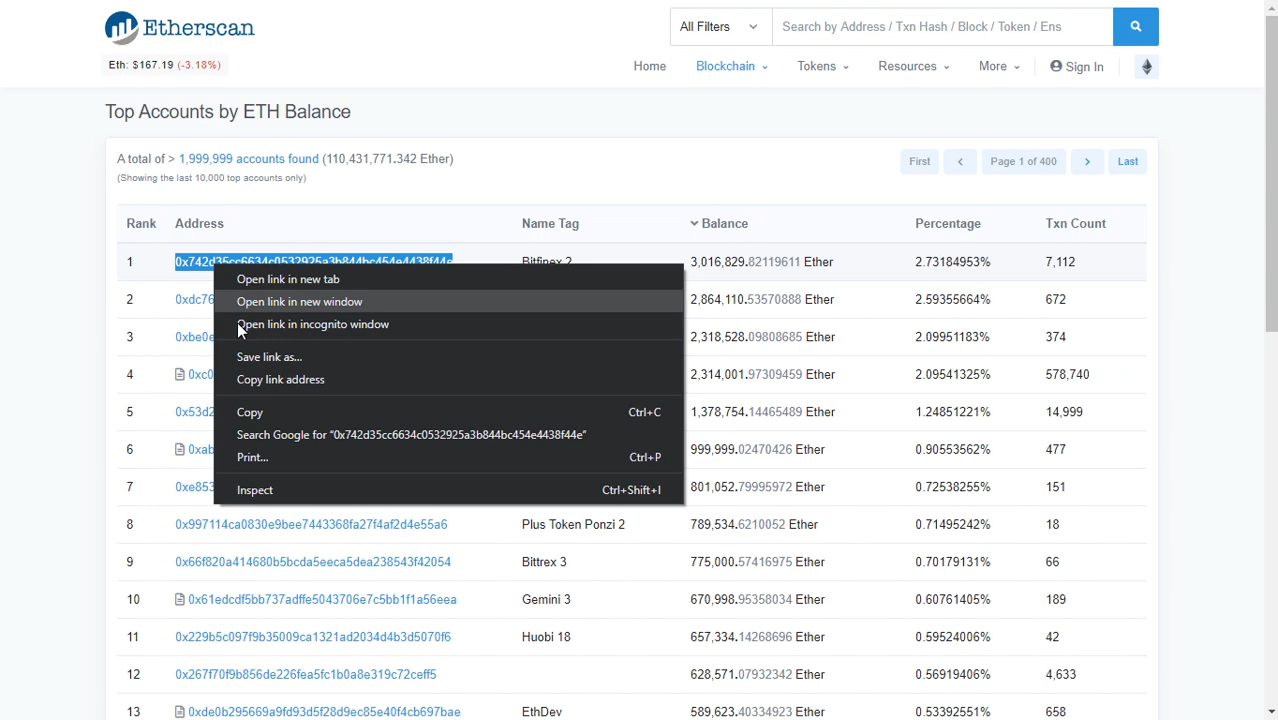 Etherscan
All Filters
Search by Address / Txn Hash / Block / Token / Ens
Eth: $167.19 (-3.18%)
Home Blockchain Tokens Resources More Sign In
Top Accounts by ETH Balance
A total of > 1,999,999 accounts found (110,431,771.342 Ether)
(Showing the last 10,000 top accounts only)
First Page 1 of 400 Last
Rank Address Name Tag Balance Percentage Txn Count
1 0x742d35cc6634c0532925a3b844bc454e4438f44e Bitfinex 2 3,016,829.82119611 Ether 2.73184953% 7,112
Open link in new tab
Open link in new window
2 0xdc76 2,864,110.53570888 Ether 2.59355664% 672
Open link in incognito window
3 0xbe0e 2,318,528.09808685 Ether 2.09951183% 374
Save link as...
Copy link address
4 0xc0 2,314,001.97309459 Ether 2.09541325% 578,740
Copy Ctrl+C
5 0x53d2 1,378,754.14465489 Ether 1.24851221% 14,999
Search Google for "0x742d35cc6634c0532925a3b844bc454e4438f44e"
6 0xab 999,999.02470426 Ether 0.90553562% 477
Print... Ctrl+P
7 0xe853 801,052.79995972 Ether 0.72538255% 151
Inspect Ctrl+Shift+I
8 0x997114ca0830e9bee7443368fa27f4af2d4e55a6 Plus Token Ponzi 2 789,534.6210052 Ether 0.71495242% 18
9 0x66f820a414680b5bcda5eeca5dea238543f42054 Bittrex 3 775,000.57416975 Ether 0.70179131% 66
10 0x61edcdf5bb737adffe5043706e7c5bb1f1a56eea Gemini 3 670,998.95358034 Ether 0.60761405% 189
11 0x229b5c097f9b35009ca1321ad2034d4b3d5070f6 Huobi 18 657,334.14268696 Ether 0.59524006% 42
12 0x267f70f9b856de226fea5fc1b0a8e319c72ceff5 628,571.07932342 Ether 0.56919406% 4,633
13 0xde0b295669a9fd93d5f28d9ec85e40f4cb697bae EthDev 589,623.40334923 Ether 0.53392551% 658